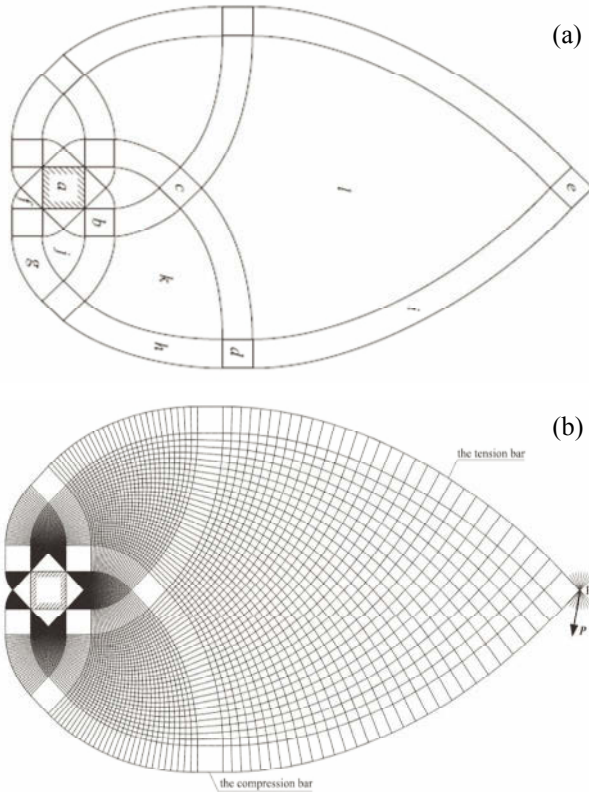 (a)
a
b
c
d
e
f
g
h
i
j
k
l
(b)
the tension bar
P
the compression bar